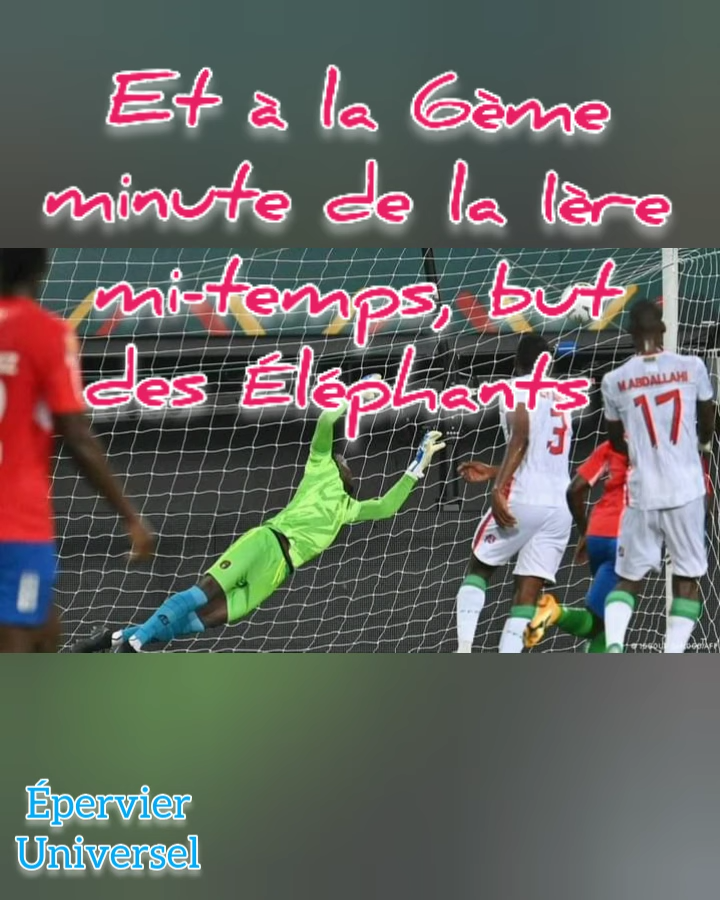 Et à la 6ème
minute de la 1ère
mi-temps, but
des Éléphants
M.ABDALLAHI
17
3
Épervier
Universel